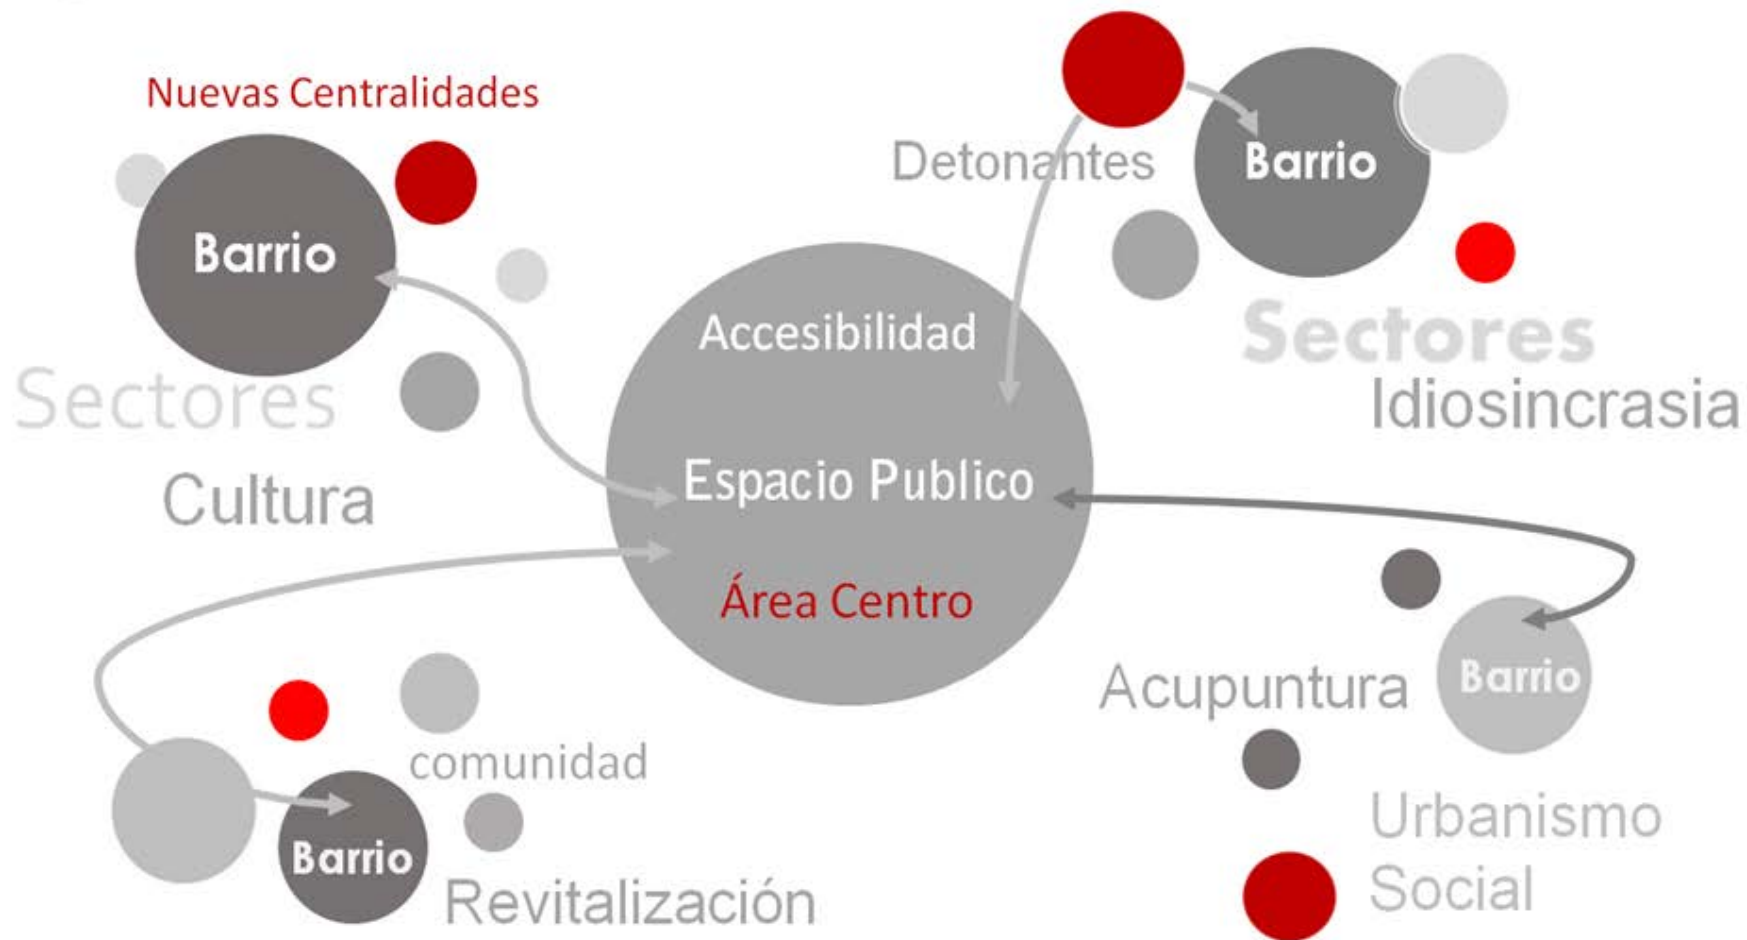 Nuevas Centralidades
Barrio
Sectores
Cultura
Detonantes
Barrio
Sectores
Idiosincrasia
Accesibilidad
Espacio Publico
Área Centro
comunidad
Barrio
Revitalización
Acupuntura
Barrio
Urbanismo
Social